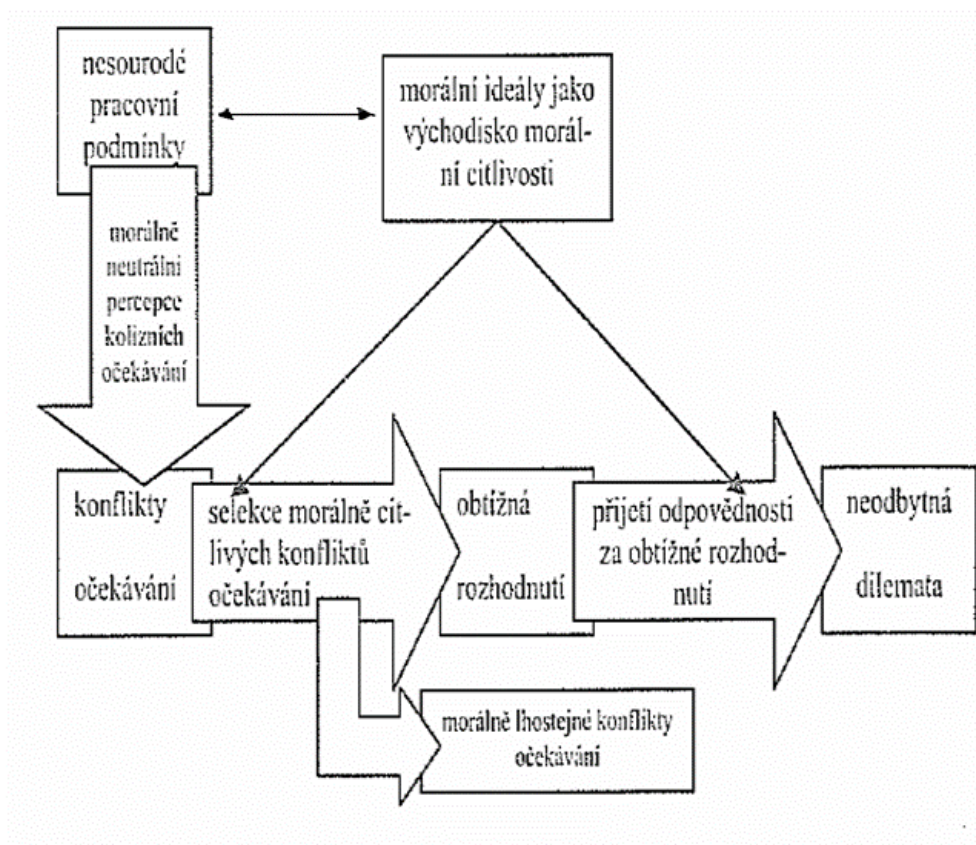 nesourodé
pracovní
podmínky
morální ideály jako
východisko morál-
ní citlivosti
morálně
neutrální
percepce
kolizních
očekávání
konflikty
očekávání
selekce morálně cit-
livých konfliktů
očekávání
obtížná
rozhodnutí
přijetí odpovědnosti
za obtížné rozhod-
nutí
neodbytná
dilemata
morálně lhostejné konflikty
očekávání